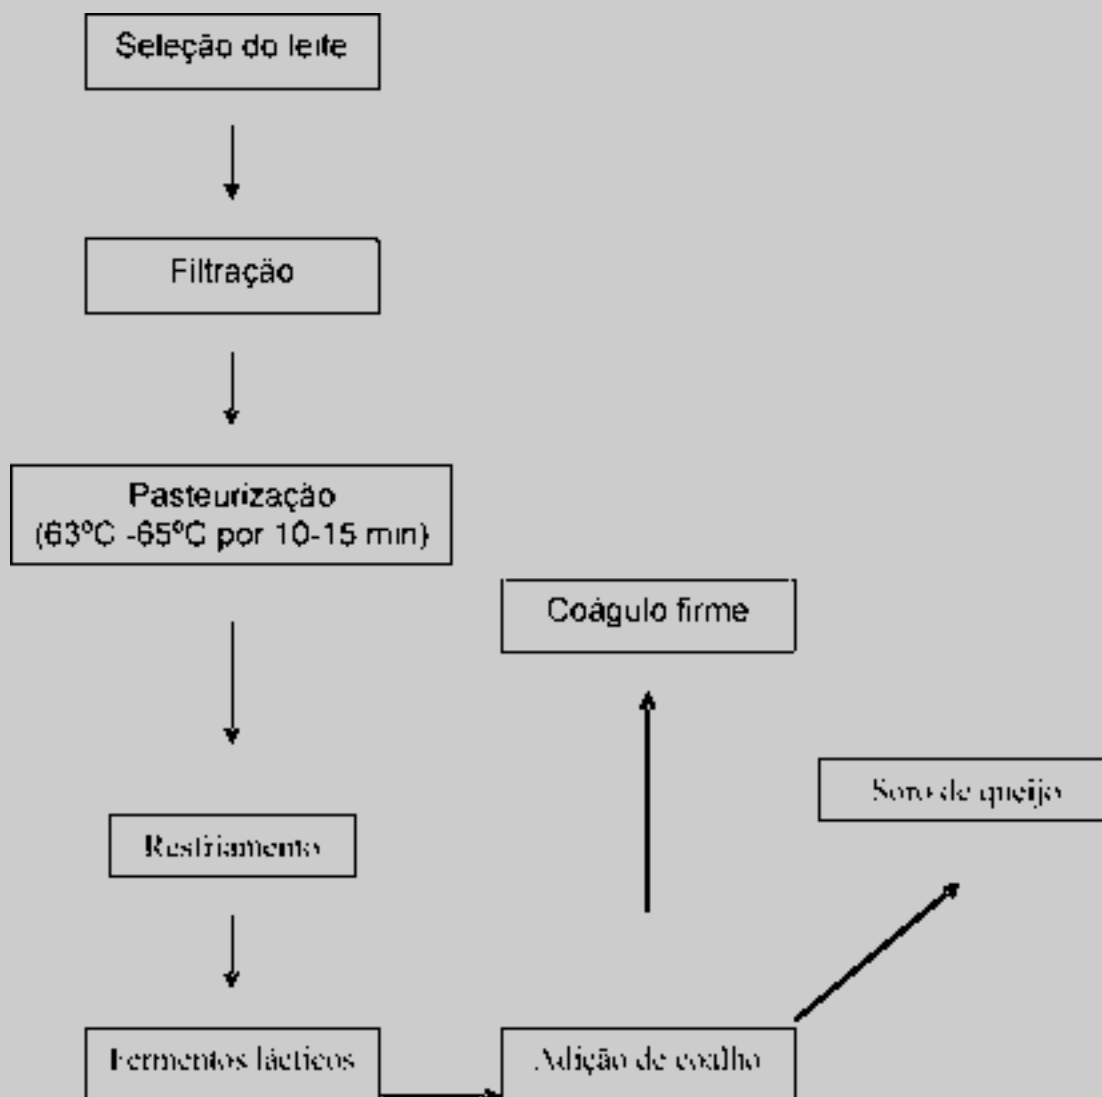 Seleção do leite
Filtração
Pasteurização
(63ºC -65ºC por 10-15 min)
Coágulo firme
Soro de queijo
Restriamento
Fermentos lácticos
Adição de coalho